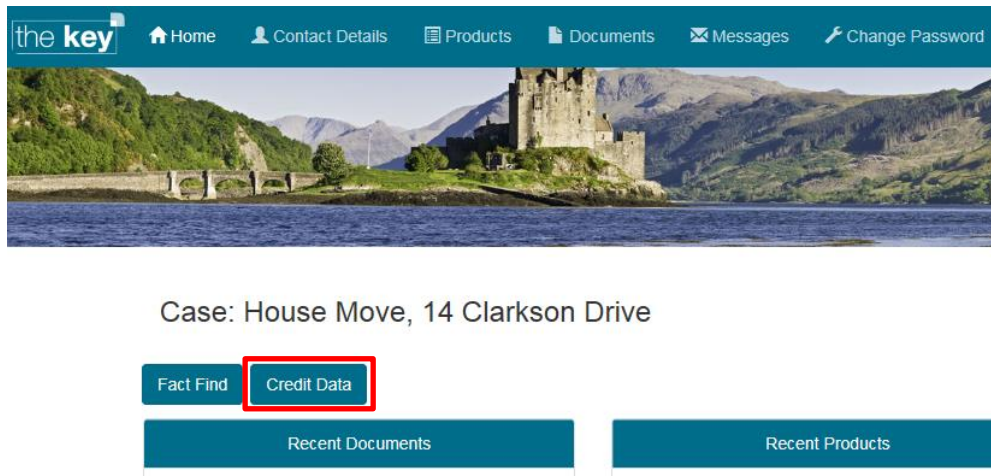 the key Home Contact Details Products Documents Messages Change Password
Case: House Move, 14 Clarkson Drive
Fact Find Credit Data
Recent Documents Recent Products